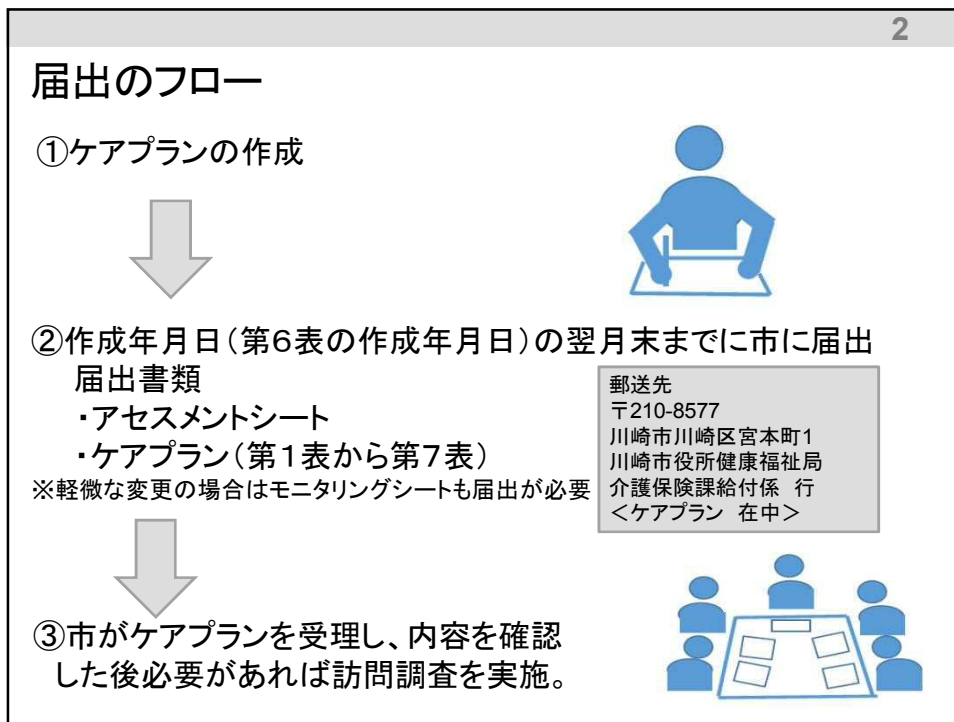 2
届出のフロー
①ケアプランの作成
②作成年月日（第６表の作成年月日）の翌月末までに市に届出
届出書類
・アセスメントシート
・ケアプラン（第１表から第７表）
※軽微な変更の場合はモニタリングシートも届出が必要
郵送先
〒210-8577
川崎市川崎区宮本町1
川崎市役所健康福祉局
介護保険課給付係　行
＜ケアプラン　在中＞
③市がケアプランを受理し、内容を確認
した後必要があれば訪問調査を実施。